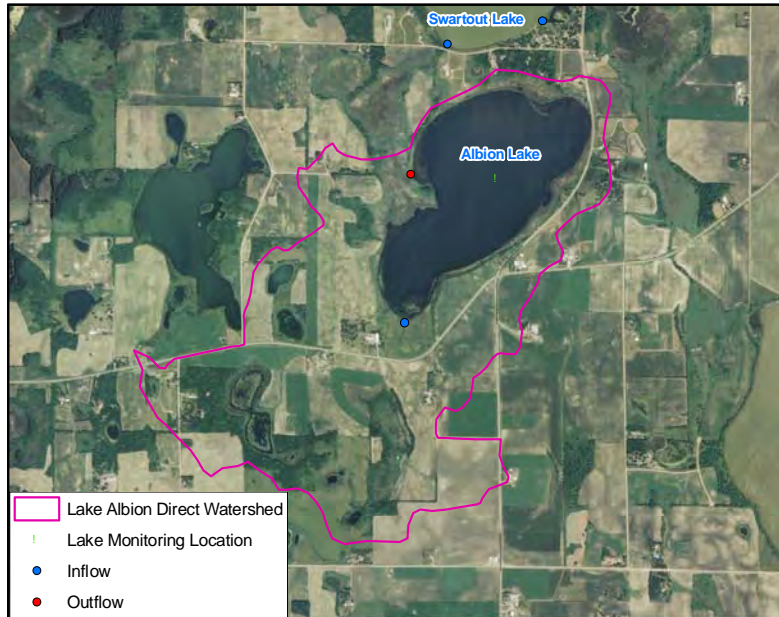 Swartout Lake
Albion Lake
Lake Albion Direct Watershed
Lake Monitoring Location
Inflow
Outflow